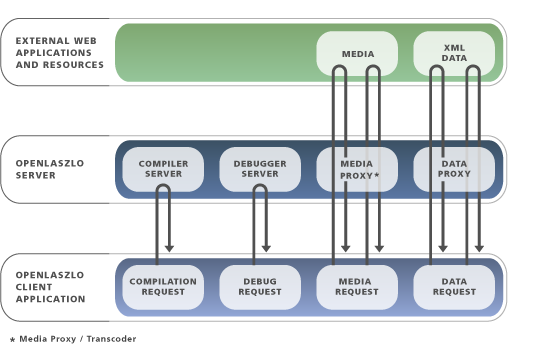 EXTERNAL WEB
APPLICATIONS
AND RESOURCES
MEDIA
XML
DATA
OPENLASZLO
SERVER
COMPILER
SERVER
DEBUGGER
SERVER
MEDIA
PROXY*
DATA
PROXY
OPENLASZLO
CLIENT
APPLICATION
COMPILATION
REQUEST
DEBUG
REQUEST
MEDIA
REQUEST
DATA
REQUEST
* Media Proxy / Transcoder